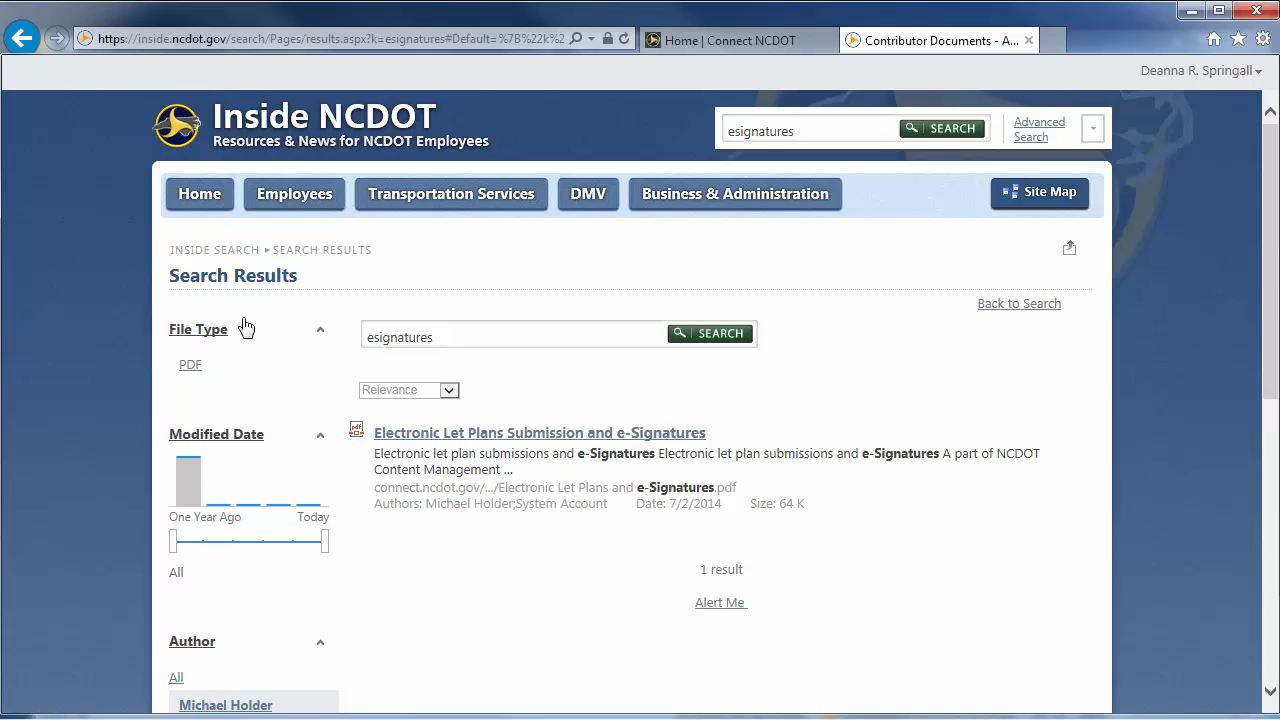 https://inside.ncdot.gov/search/Pages/results.aspx?k=esignatures#Default=%7B%22k%2
Home | Connect NCDOT
Contributor Documents - A...
Deanna R. Springall
Inside NCDOT
Resources & News for NCDOT Employees
esignatures
SEARCH
Advanced
Search
Home
Employees
Transportation Services
DMV
Business & Administration
Site Map
INSIDE SEARCH ▸ SEARCH RESULTS
Search Results
Back to Search
File Type
esignatures
SEARCH
PDF
Relevance
Modified Date
Electronic Let Plans Submission and e-Signatures
Electronic let plan submissions and e-Signatures Electronic let plan submissions and e-Signatures A part of NCDOT
Content Management ...
connect.ncdot.gov/.../Electronic Let Plans and e-Signatures.pdf
Authors: Michael Holder;System Account Date: 7/2/2014 Size: 64 K
One Year Ago Today
All
1 result
Alert Me
Author
All
Michael Holder